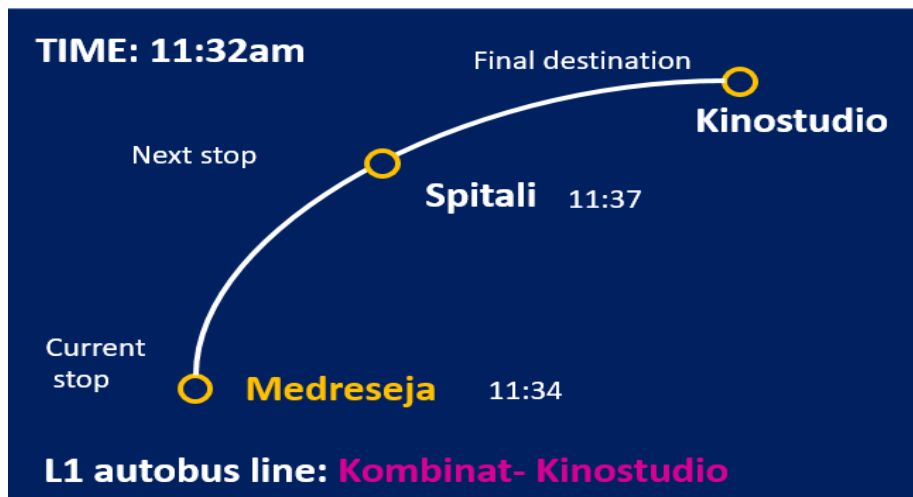 TIME: 11:32am
Final destination
Kinostudio
Next stop
Spitali 11:37
Current
stop
Medreseja 11:34
L1 autobus line: Kombinat- Kinostudio